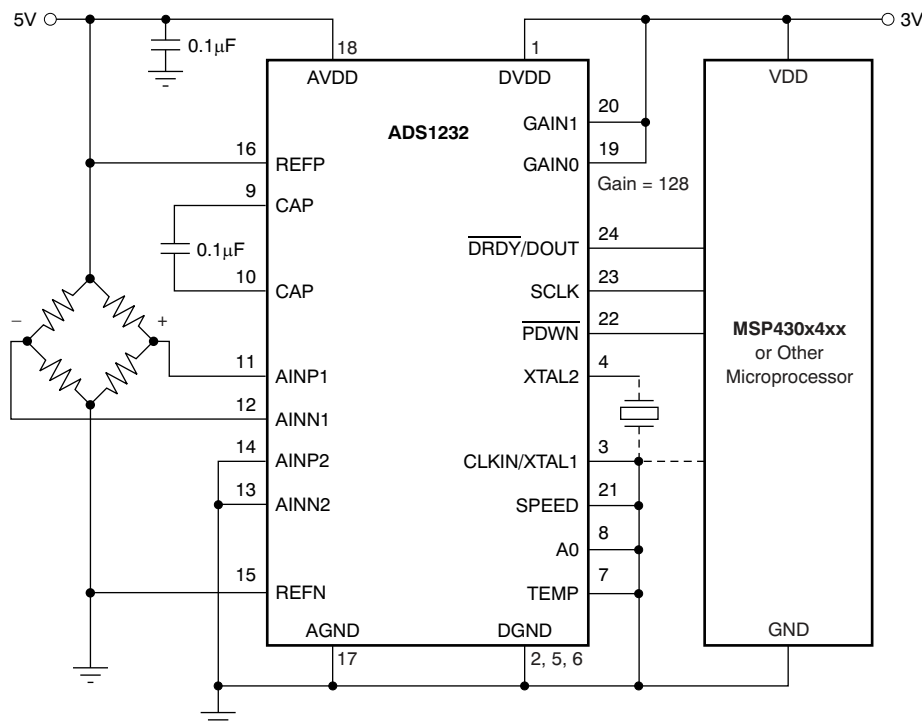 5V
3V
0.1μF
18
1
AVDD
DVDD
VDD
ADS1232
20
GAIN1
16
REFP
19
GAIN0
Gain = 128
9
CAP
0.1μF
24
DRDY/DOUT
10
CAP
23
SCLK
22
PDWN
MSP430x4xx
or Other
Microprocessor
−
+
11
AINP1
4
XTAL2
12
AINN1
14
AINP2
3
CLKIN/XTAL1
13
AINN2
21
SPEED
8
A0
15
REFN
7
TEMP
AGND
DGND
GND
17
2, 5, 6